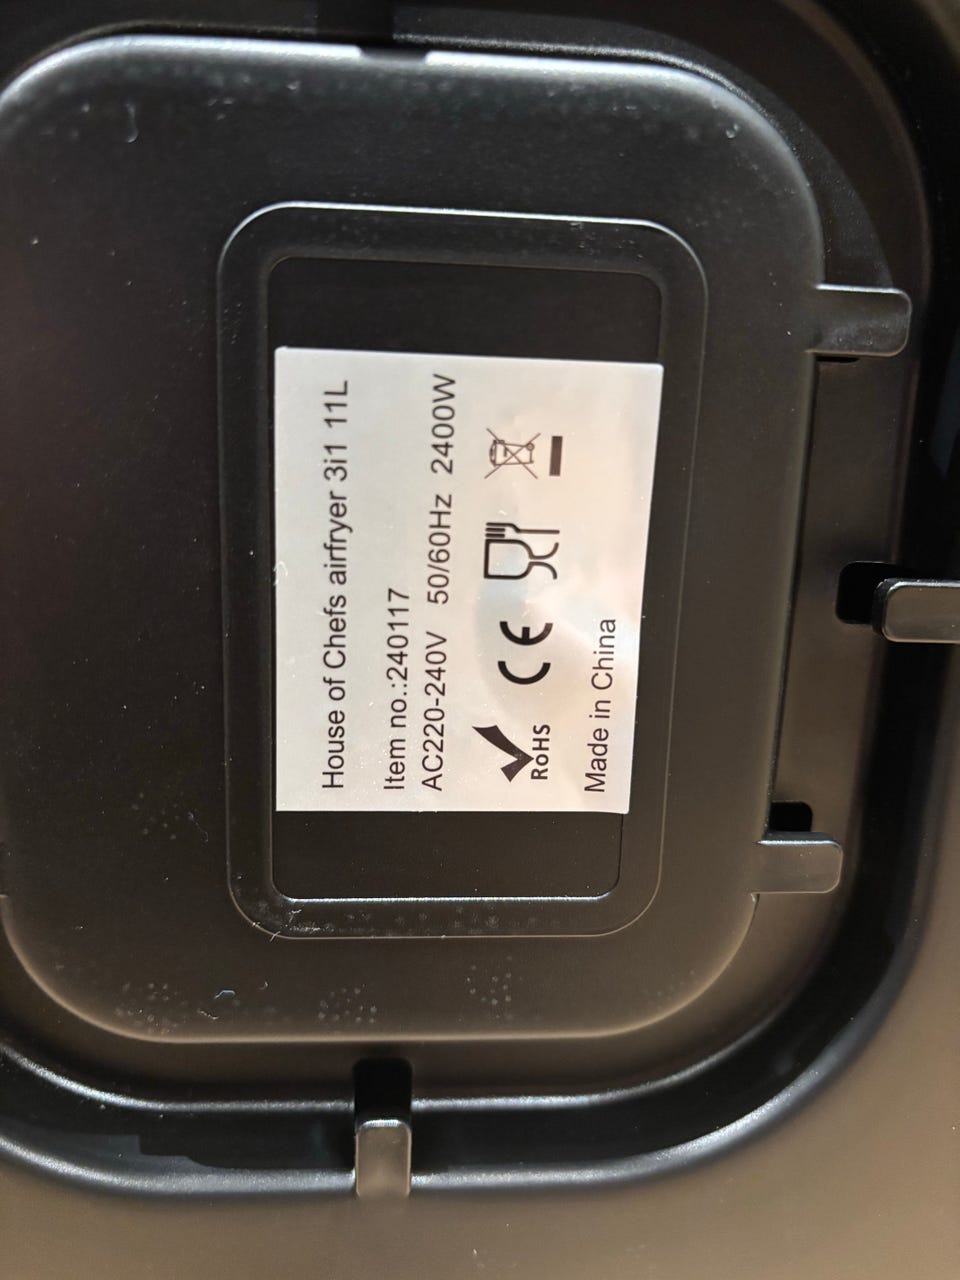 House of Chefs airfryer 3i1 11L
Item no.:240117
AC220-240V 50/60Hz 2400W
RoHS CE
Made in China